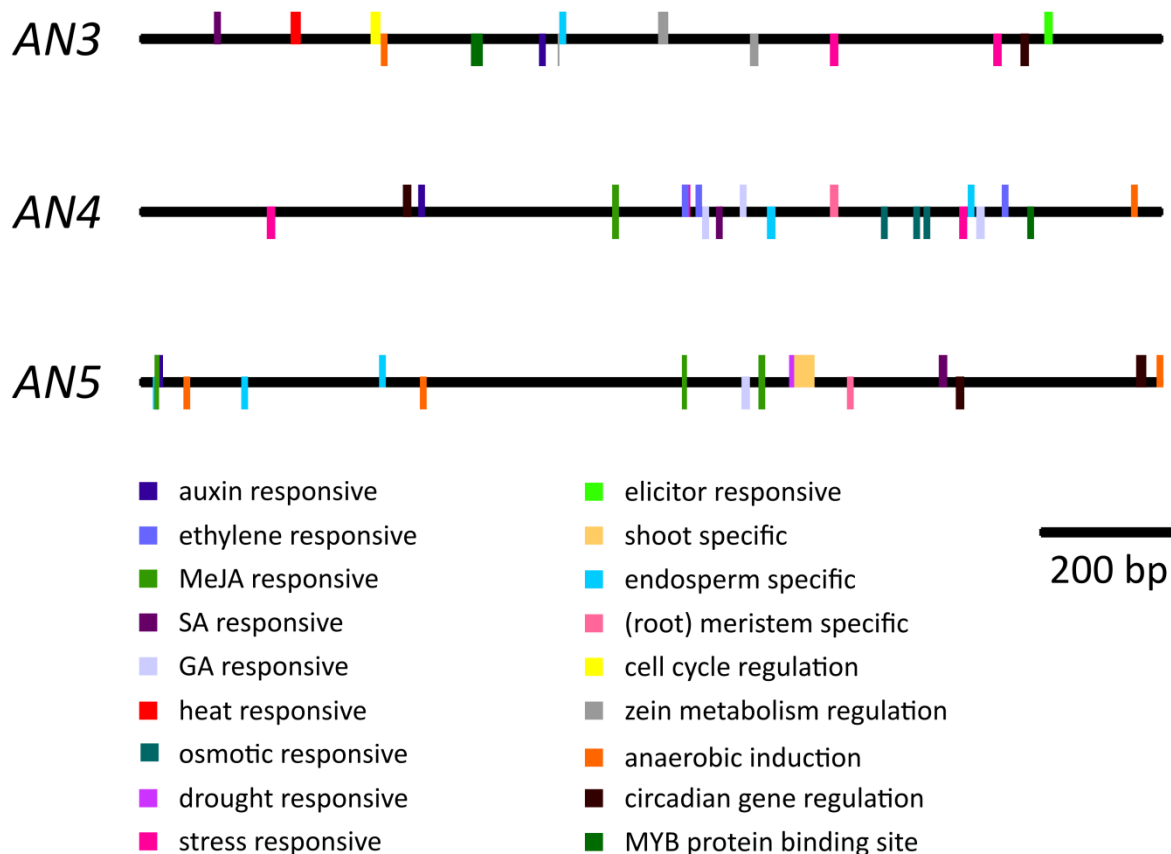 AN3
AN4
AN5
auxin responsive
ethylene responsive
MeJA responsive
SA responsive
GA responsive
heat responsive
osmotic responsive
drought responsive
stress responsive
elicitor responsive
shoot specific
endosperm specific
(root) meristem specific
cell cycle regulation
zein metabolism regulation
anaerobic induction
circadian gene regulation
MYB protein binding site
200 bp